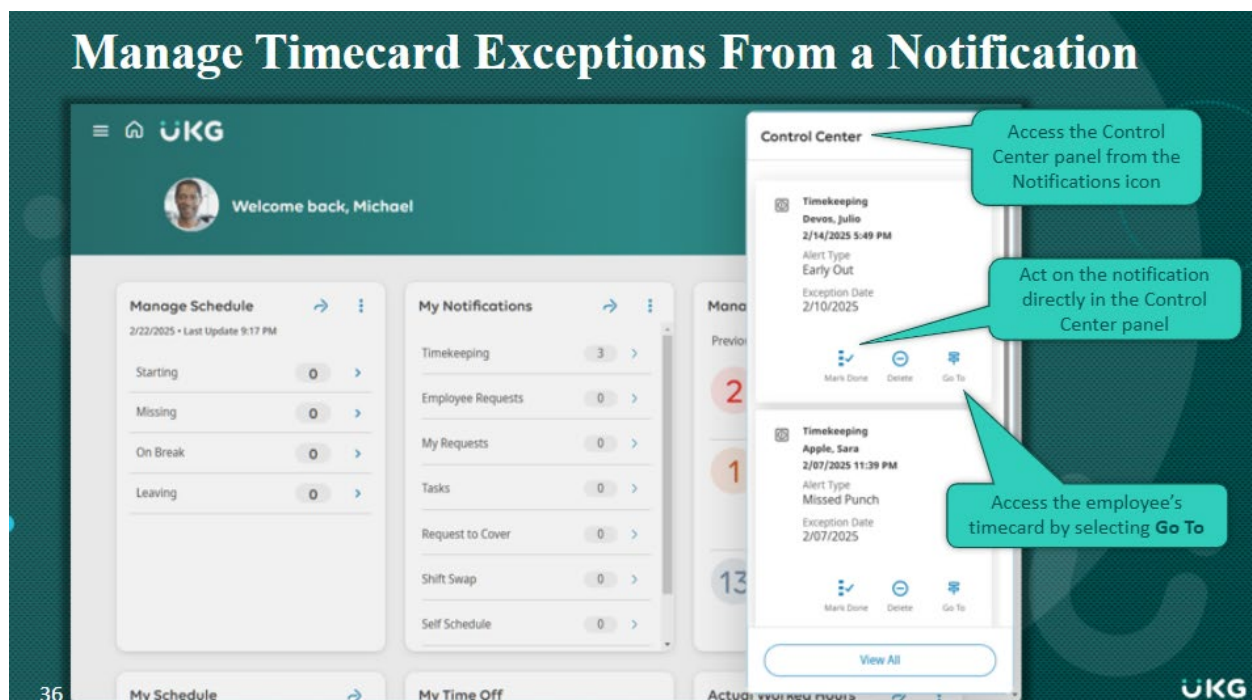 Manage Timecard Exceptions From a Notification
UKG
Welcome back, Michael
Manage Schedule
2/22/2025 • Last Update 9:17 PM
Starting 0
Missing 0
On Break 0
Leaving 0
My Notifications
Timekeeping 3
Employee Requests 0
My Requests 0
Tasks 0
Request to Cover 0
Shift Swap 0
Self Schedule 0
Mana
Previo
2
1
13
Control Center
Timekeeping
Devos, Julio
2/14/2025 5:49 PM
Alert Type
Early Out
Exception Date
2/10/2025
Mark Done Delete Go To
Timekeeping
Apple, Sara
2/07/2025 11:39 PM
Alert Type
Missed Punch
Exception Date
2/07/2025
Mark Done Delete Go To
View All
Access the Control
Center panel from the
Notifications icon
Act on the notification
directly in the Control
Center panel
Access the employee's
timecard by selecting Go To
My Schedule
My Time Off
Actual Worked Hours
36
UKG